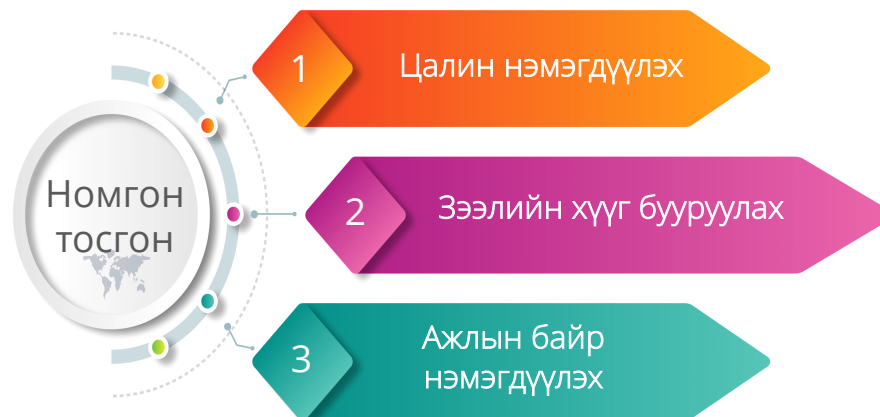 Номгон
тосгон
1
Цалин нэмэгдүүлэх
2
Зээлийн хүүг бууруулах
3
Ажлын байр
нэмэгдүүлэх